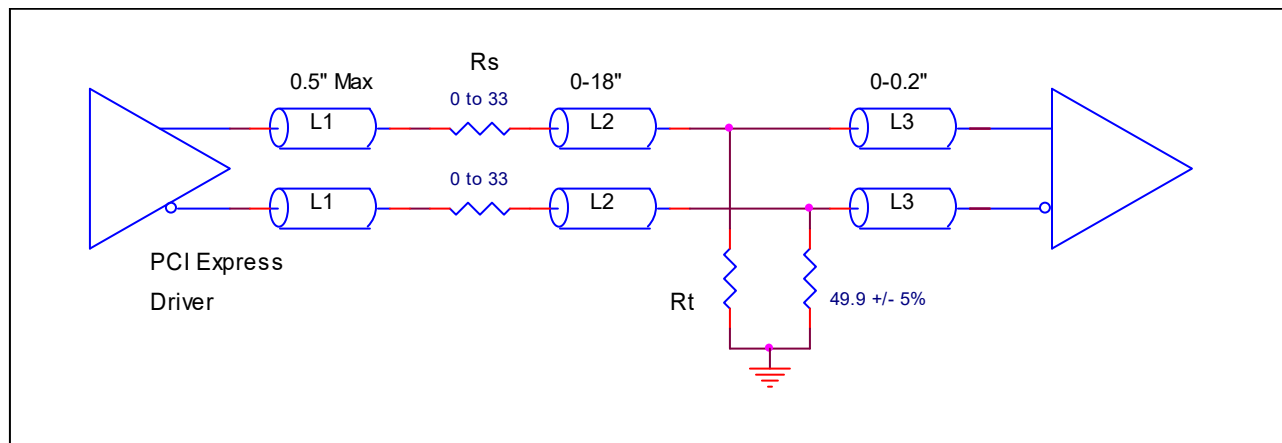 Rs
0.5" Max
0-18"
0-0.2"
0 to 33
L1
L2
L3
0 to 33
L1
L2
L3
PCI Express
Driver
Rt
49.9 +/- 5%